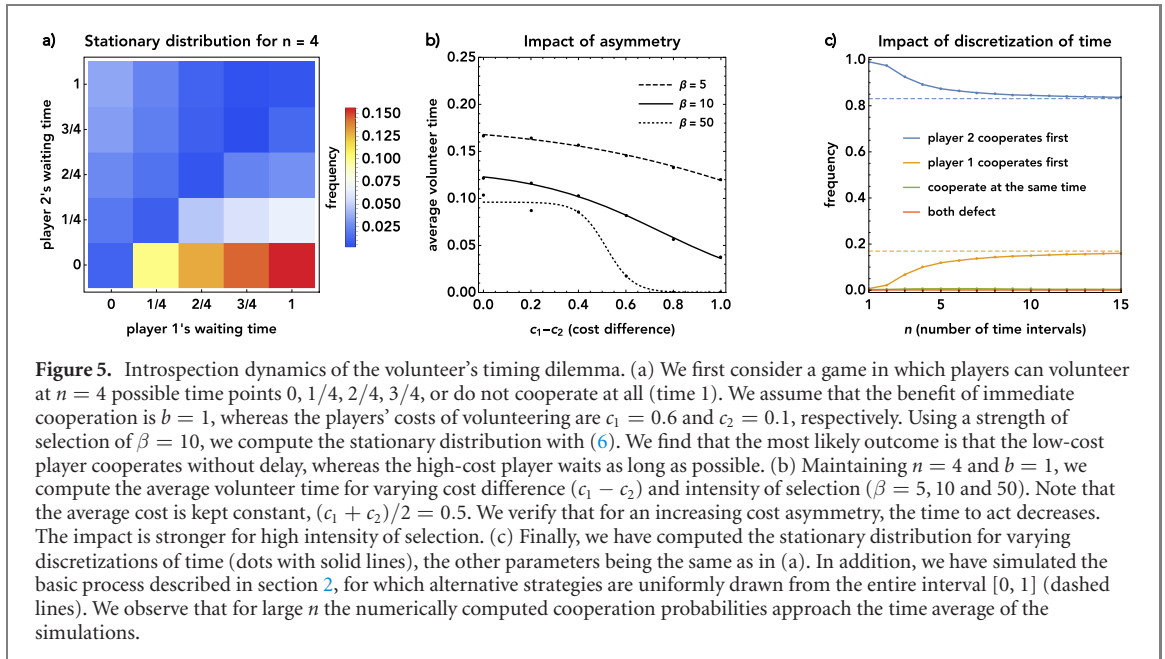 a) Stationary distribution for n = 4
player 2's waiting time
1
3/4
2/4
1/4
0
0 1/4 2/4 3/4 1
player 1's waiting time
0.150
0.125
0.100
0.075
0.050
0.025
frequency
b) Impact of asymmetry
average volunteer time
0.25
0.20
0.15
0.10
0.05
0.00
β = 5
β = 10
β = 50
0.0 0.2 0.4 0.6 0.8 1.0
c₁−c₂ (cost difference)
c) Impact of discretization of time
frequency
1.0
0.8
0.6
0.4
0.2
0.0
player 2 cooperates first
player 1 cooperates first
cooperate at the same time
both defect
1 5 10 15
n (number of time intervals)
Figure 5. Introspection dynamics of the volunteer's timing dilemma. (a) We first consider a game in which players can volunteer
at n = 4 possible time points 0, 1/4, 2/4, 3/4, or do not cooperate at all (time 1). We assume that the benefit of immediate
cooperation is b = 1, whereas the players' costs of volunteering are c₁ = 0.6 and c₂ = 0.1, respectively. Using a strength of
selection of β = 10, we compute the stationary distribution with (6). We find that the most likely outcome is that the low-cost
player cooperates without delay, whereas the high-cost player waits as long as possible. (b) Maintaining n = 4 and b = 1, we
compute the average volunteer time for varying cost difference (c₁ − c₂) and intensity of selection (β = 5, 10 and 50). Note that
the average cost is kept constant, (c₁ + c₂)/2 = 0.5. We verify that for an increasing cost asymmetry, the time to act decreases.
The impact is stronger for high intensity of selection. (c) Finally, we have computed the stationary distribution for varying
discretizations of time (dots with solid lines), the other parameters being the same as in (a). In addition, we have simulated the
basic process described in section 2, for which alternative strategies are uniformly drawn from the entire interval [0, 1] (dashed
lines). We observe that for large n the numerically computed cooperation probabilities approach the time average of the
simulations.